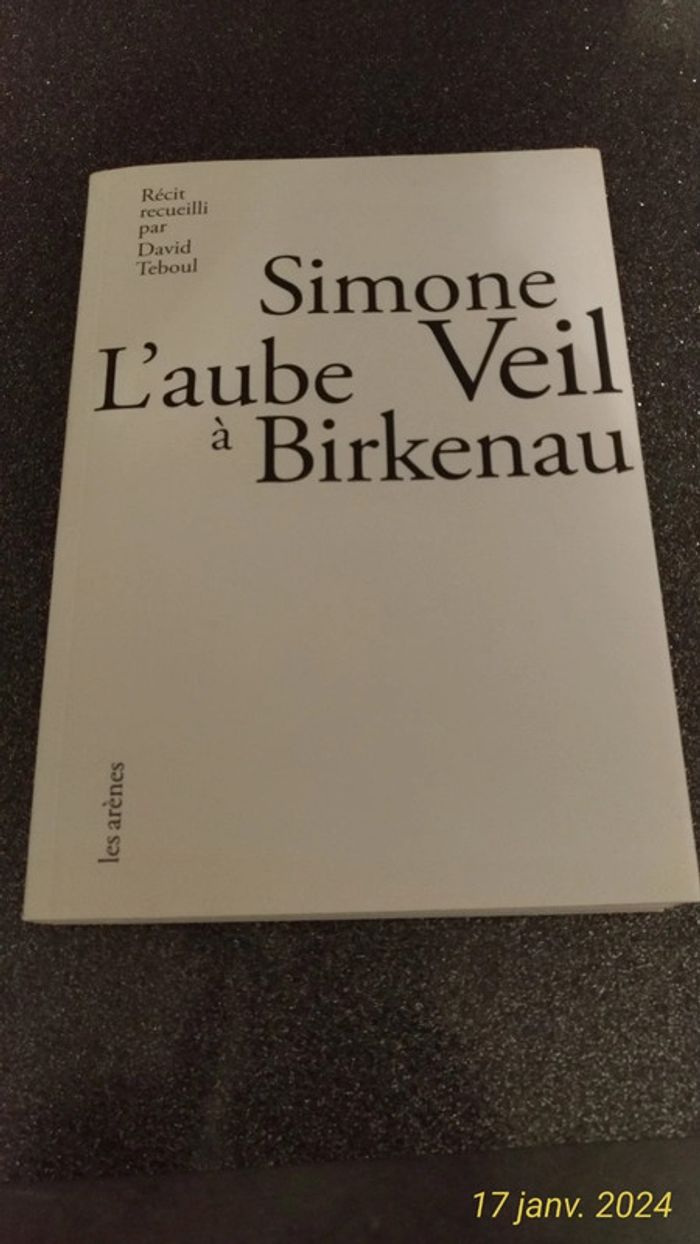 Récit
recueilli
par
David
Teboul
Simone
Veil
L'aube
à Birkenau
les arènes
17 janv. 2024